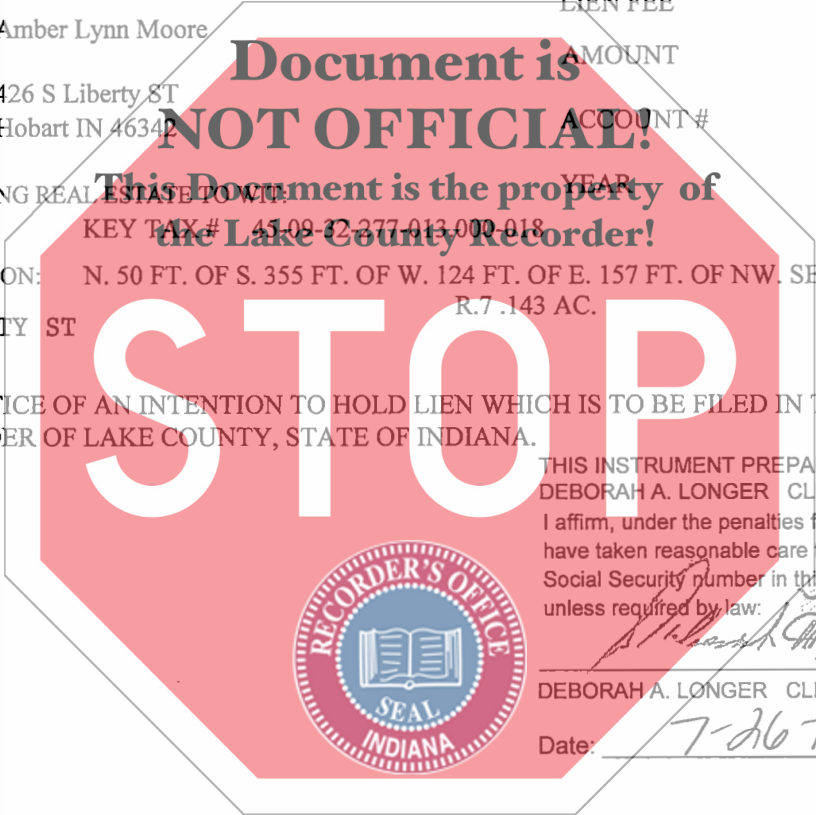 LIEN FEE
Amber Lynn Moore
Document is
AMOUNT
426 S Liberty ST
Hobart IN 46342
NOT OFFICIAL!
ACCOUNT #
This Document is the property of
NG REAL ESTATE TO WIT:
YEAR
KEY TAX # 45-09-32-277-013.000-018
the Lake County Recorder!
ON: N. 50 FT. OF S. 355 FT. OF W. 124 FT. OF E. 157 FT. OF NW. SE
R.7 .143 AC.
TY ST
STOP
ICE OF AN INTENTION TO HOLD LIEN WHICH IS TO BE FILED IN T
ER OF LAKE COUNTY, STATE OF INDIANA.
THIS INSTRUMENT PREPA
DEBORAH A. LONGER CL
I affirm, under the penalties f
have taken reasonable care
Social Security number in thi
unless required by law:
RECORDER'S OFFICE
SEAL
INDIANA
DEBORAH A. LONGER CL
Date: 7-26-